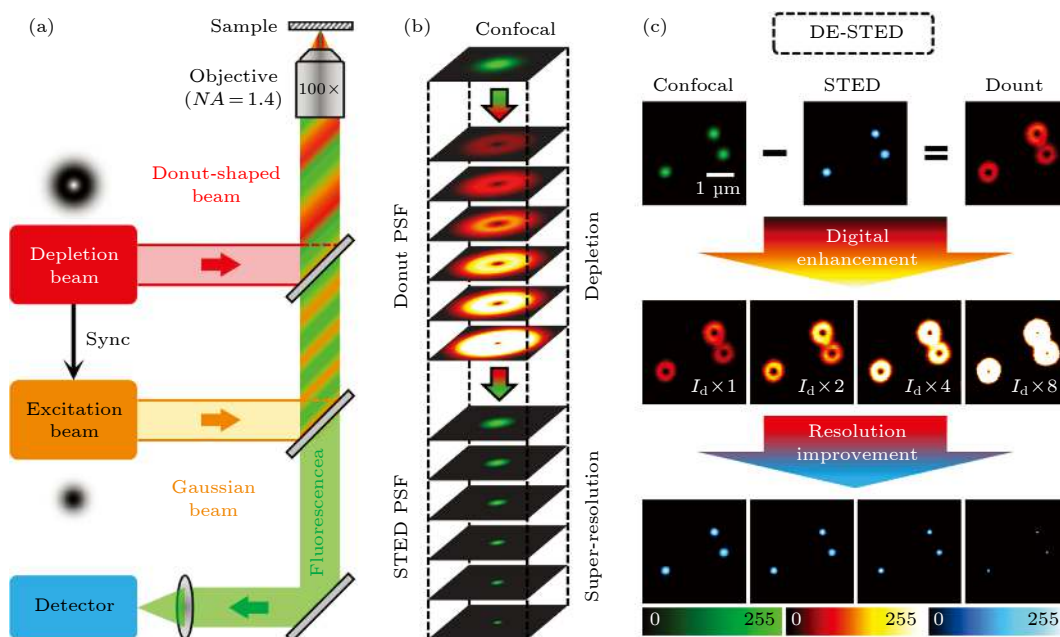 (a)
Sample
Objective
(NA=1.4)
100×
Donut-shaped
beam
Depletion
beam
Sync
Excitation
beam
Gaussian
beam
Fluorescencea
Detector
(b)
Confocal
Donut PSF
Depletion
STED PSF
Super-resolution
(c)
DE-STED
Confocal
STED
Dount
1 µm
Digital
enhancement
Id×1
Id×2
Id×4
Id×8
Resolution
improvement
0 255
0 255
0 255